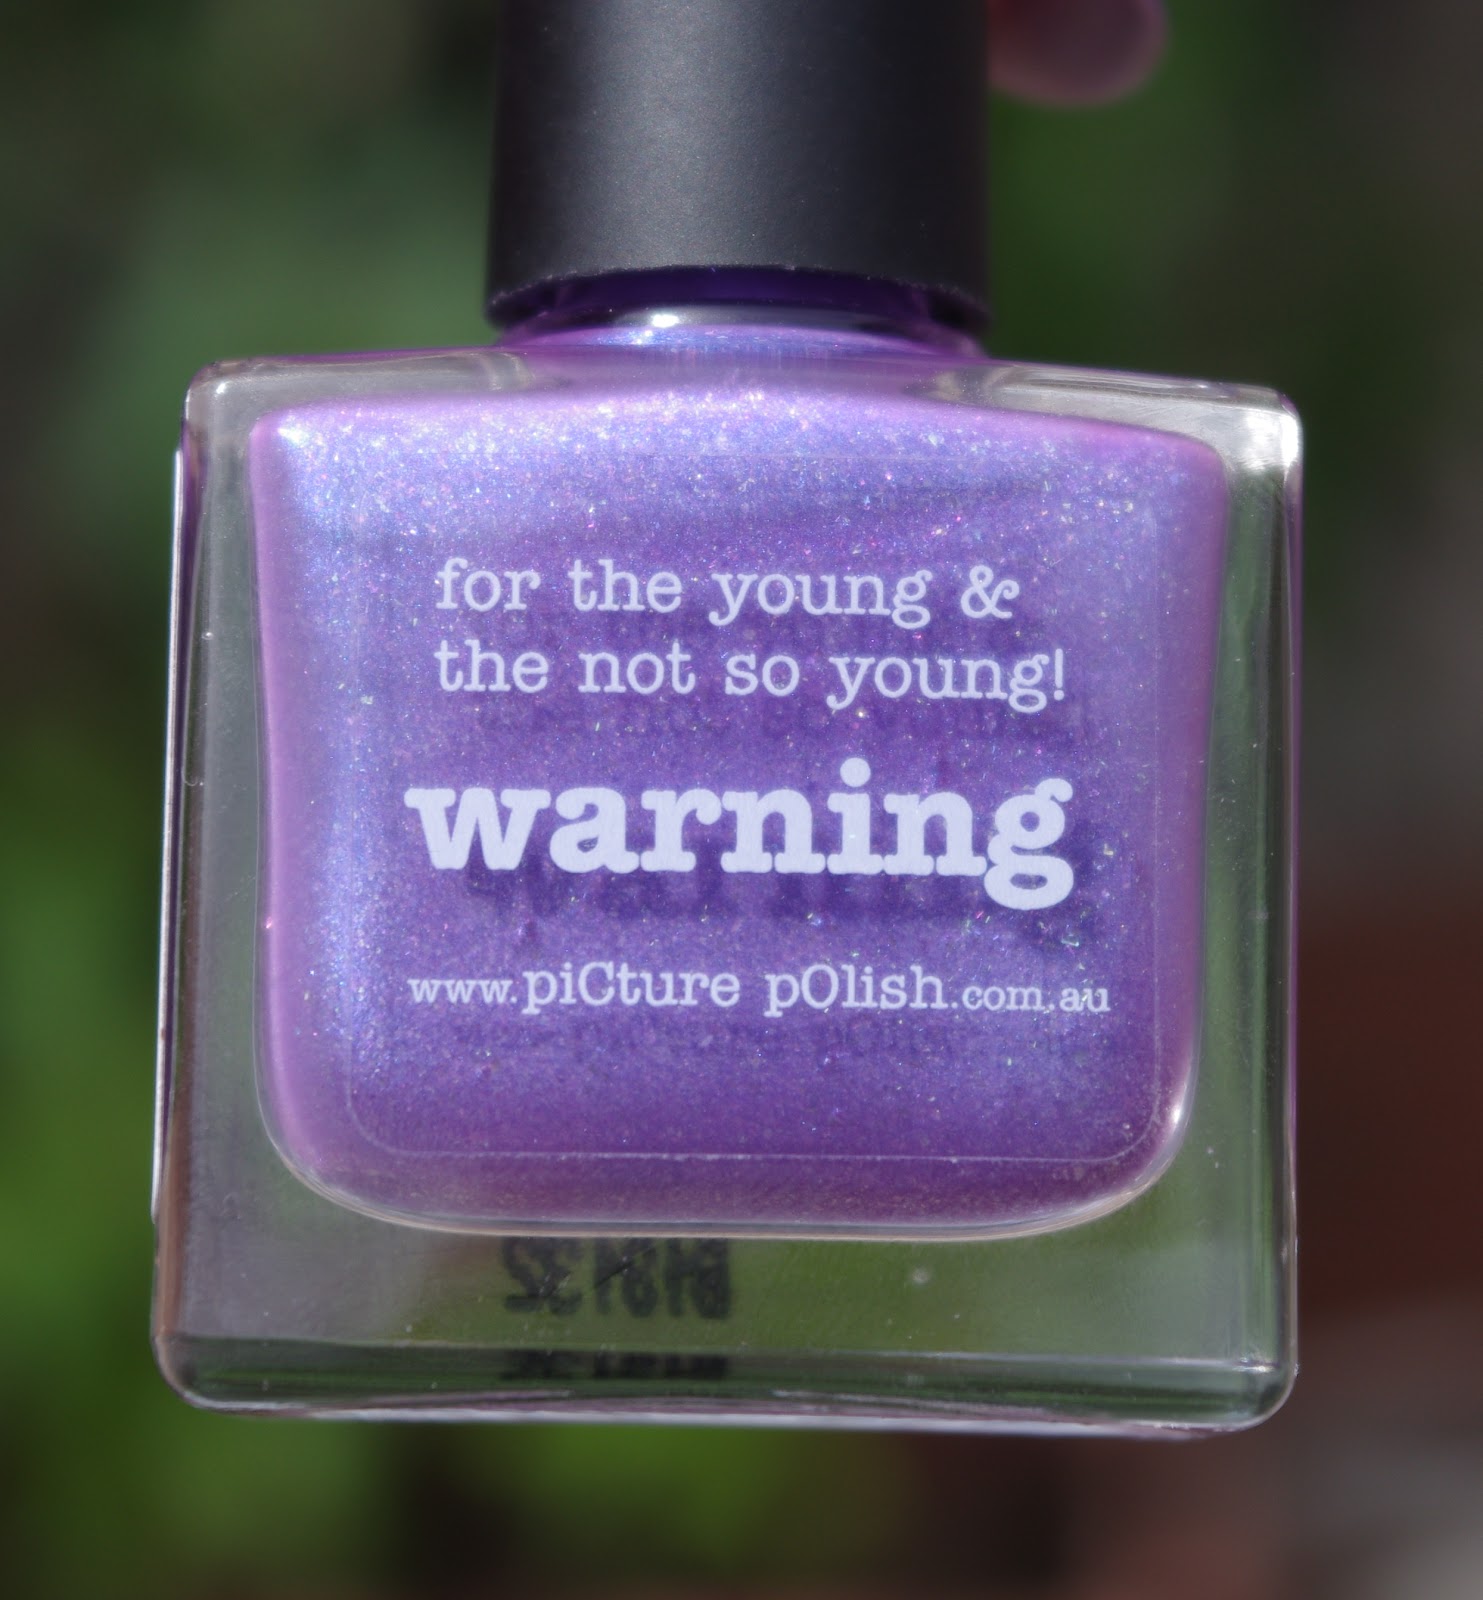 for the young &
the not so young!
warning
www.piCture pOlish.com.au